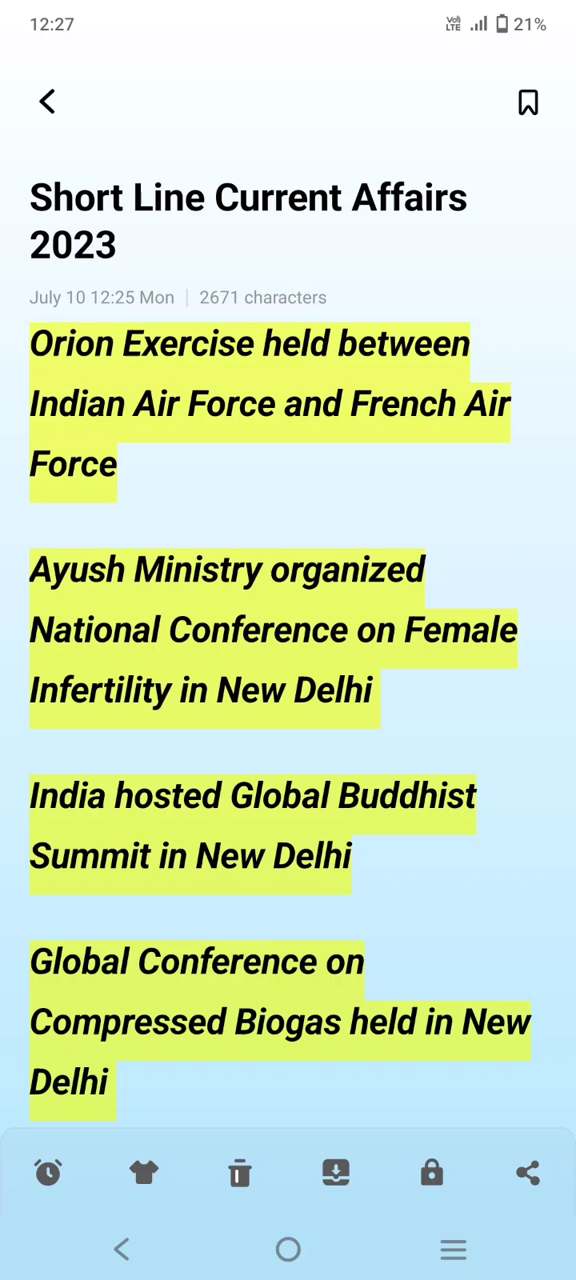 12:27
Vo) LTE 21%
Short Line Current Affairs
2023
July 10 12:25 Mon | 2671 characters
Orion Exercise held between
Indian Air Force and French Air
Force
Ayush Ministry organized
National Conference on Female
Infertility in New Delhi
India hosted Global Buddhist
Summit in New Delhi
Global Conference on
Compressed Biogas held in New
Delhi